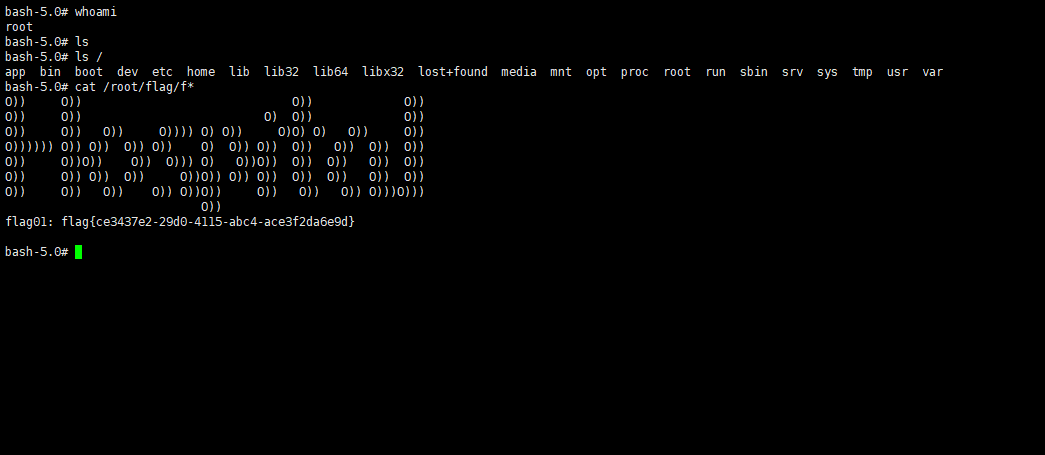 bash-5.0# whoami
root
bash-5.0# ls
bash-5.0# ls /
app  bin  boot  dev  etc  home  lib  lib32  lib64  libx32  lost+found  media  mnt  opt  proc  root  run  sbin  srv  sys  tmp  usr  var
bash-5.0# cat /root/flag/f*
O))     O))                              O))             O))
O))     O))                          O)  O))             O))
O))     O))   O))     O)))) O) O))     O)O) O)   O))     O))
O)))))) O)) O))  O)) O))    O)  O)) O)) O))  O))   O)) O))  O))
O))     O))O))    O))  O))) O)   O))O))  O))  O))   O))  O))
O))     O)) O))  O))     O))O)) O)) O))  O))  O))   O))  O))
O))     O))   O))    O)) O))O))     O))   O))  O)) O)))O)))
                            O))
flag01: flag{ce3437e2-29d0-4115-abc4-ace3f2da6e9d}
bash-5.0#